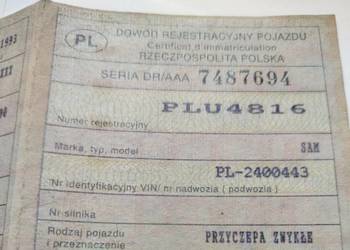 1993
III
PL
DOWÓD REJESTRACYJNY POJAZDU
Certificat d'immatriculation
RZECZPOSPOLITA POLSKA
SERIA DR/AAA 7487694
PLU4816
Numer rejestracyjny
Marka, typ, model SAM
PL-2400443
Nr identyfikacyjny VIN/ nr nadwozia ( podwozia )
Nr silnika
Rodzaj pojazdu
i przeznaczenie PRZYCZEPA ZWYKŁE